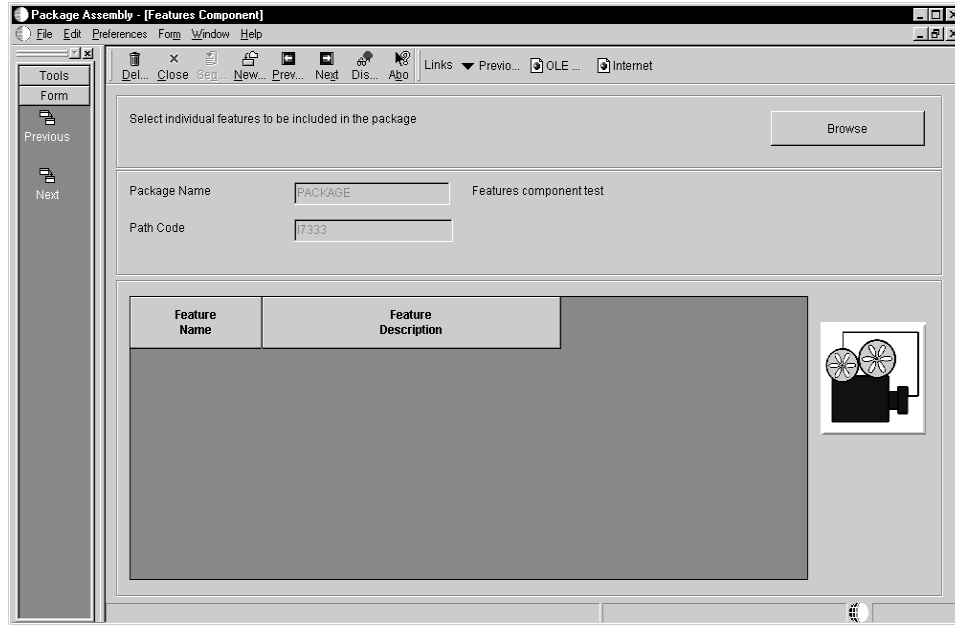 Package Assembly - [Features Component]
File Edit Preferences Form Window Help
Tools
Form
Previous
Next
Del... Close Seq... New... Prev... Next Dis... Abo Links Previo... OLE ... Internet
Select individual features to be included in the package
Browse
Package Name PACKAGE Features component test
Path Code I7333
Feature Name
Feature Description